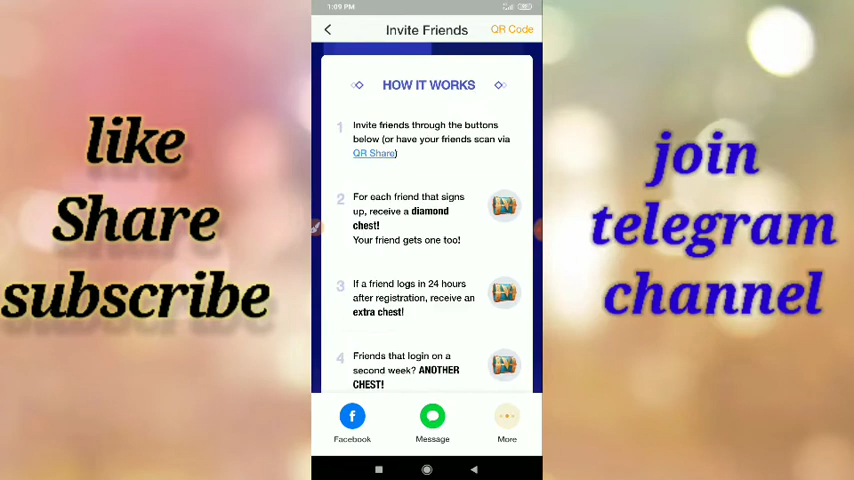 like
Share
subscribe
1:09 PM
Invite Friends
QR Code
HOW IT WORKS
1
Invite friends through the buttons
below (or have your friends scan via
QR Share)
2
For each friend that signs
up, receive a diamond
chest!
Your friend gets one too!
3
If a friend logs in 24 hours
after registration, receive an
extra chest!
4
Friends that login on a
second week? ANOTHER
CHEST!
Facebook
Message
More
join
telegram
channel